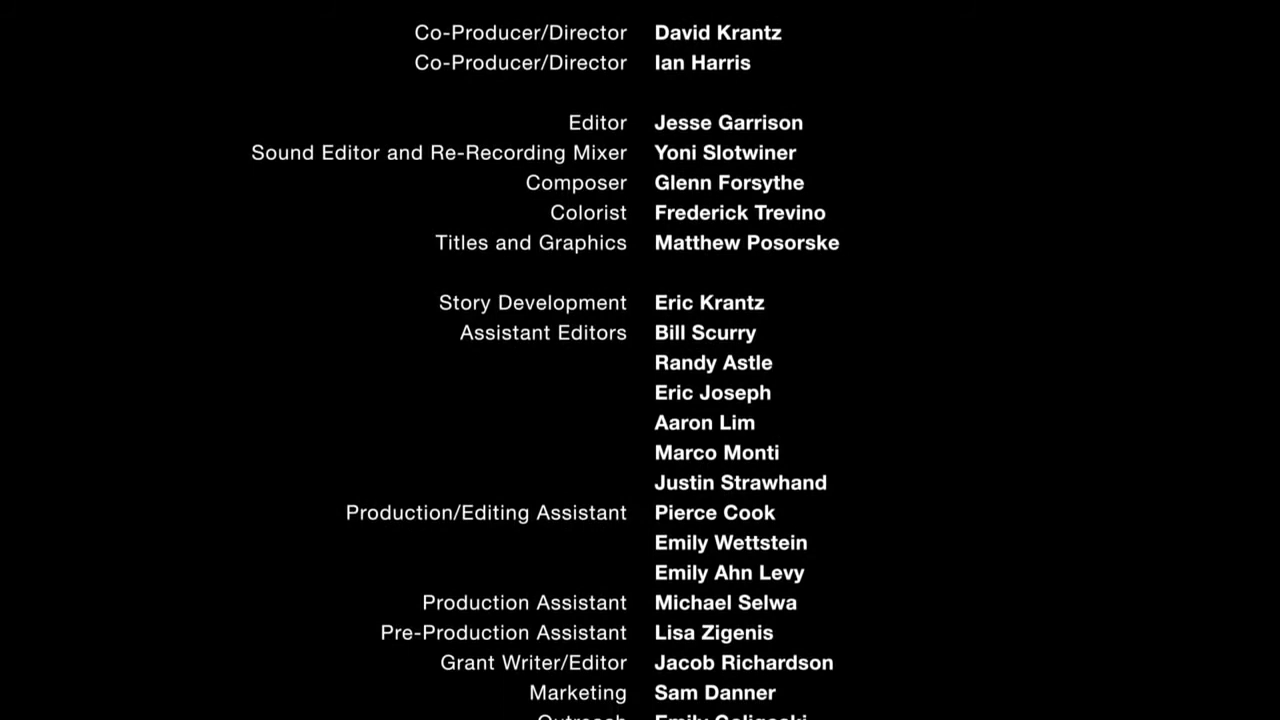 Co-Producer/Director David Krantz
Co-Producer/Director Ian Harris
Editor Jesse Garrison
Sound Editor and Re-Recording Mixer Yoni Slotwiner
Composer Glenn Forsythe
Colorist Frederick Trevino
Titles and Graphics Matthew Posorske
Story Development Eric Krantz
Assistant Editors Bill Scurry
Randy Astle
Eric Joseph
Aaron Lim
Marco Monti
Justin Strawhand
Production/Editing Assistant Pierce Cook
Emily Wettstein
Emily Ahn Levy
Production Assistant Michael Selwa
Pre-Production Assistant Lisa Zigenis
Grant Writer/Editor Jacob Richardson
Marketing Sam Danner
Outreach Emily